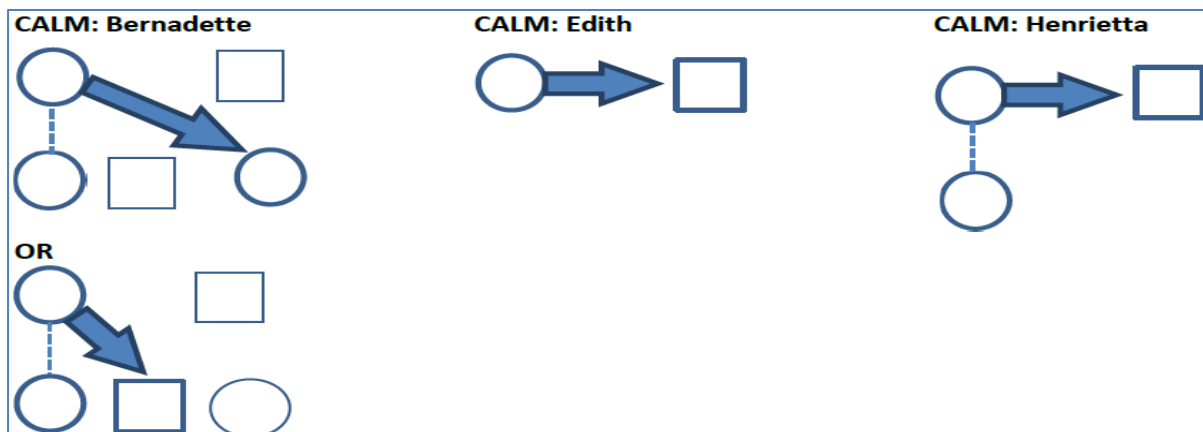 CALM: Bernadette
CALM: Edith
CALM: Henrietta
OR